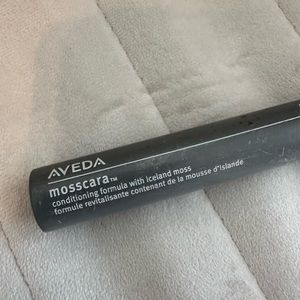 AVEDA
mosscara™
conditioning formula with iceland moss
formule revitalisante contenant de la mousse d'islande